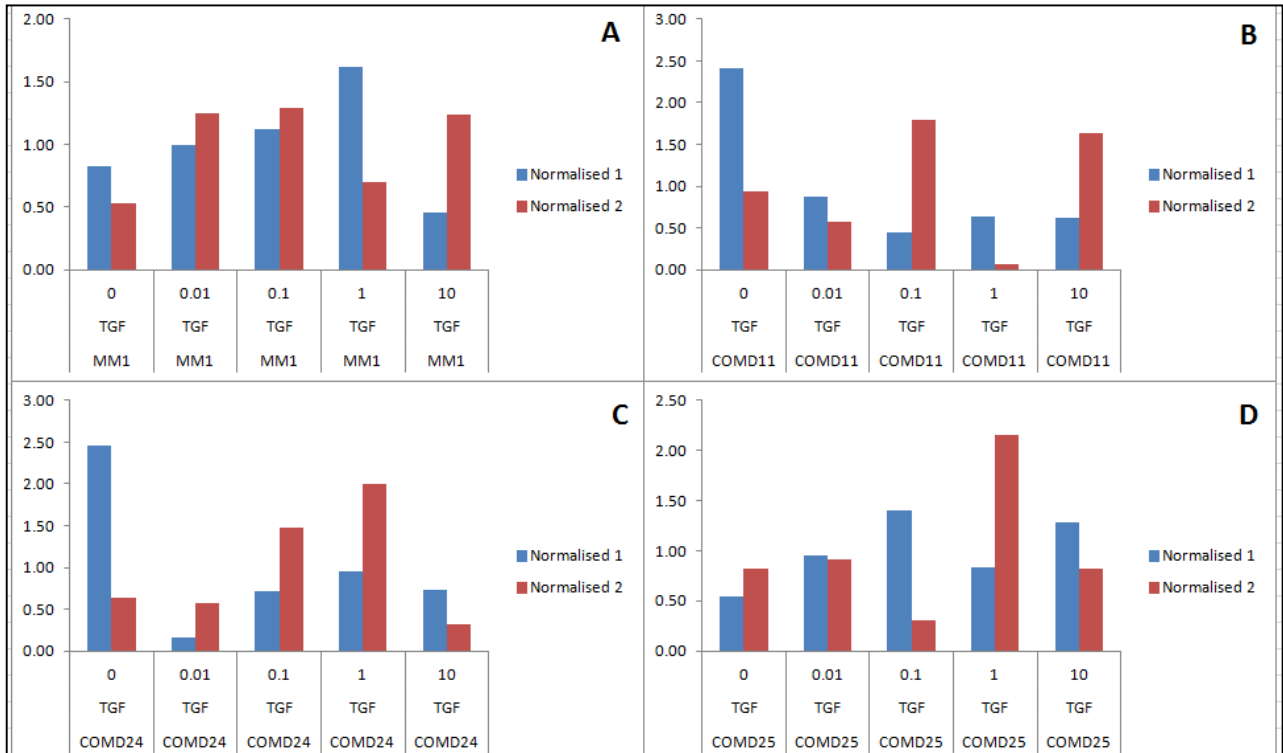 A
2.00
1.50
1.00
0.50
0.00
Normalised 1
Normalised 2
0 0.01 0.1 1 10
TGF TGF TGF TGF TGF
MM1 MM1 MM1 MM1 MM1
B
3.00
2.50
2.00
1.50
1.00
0.50
0.00
Normalised 1
Normalised 2
0 0.01 0.1 1 10
TGF TGF TGF TGF TGF
COMD11 COMD11 COMD11 COMD11 COMD11
C
3.00
2.50
2.00
1.50
1.00
0.50
0.00
Normalised 1
Normalised 2
0 0.01 0.1 1 10
TGF TGF TGF TGF TGF
COMD24 COMD24 COMD24 COMD24 COMD24
D
2.50
2.00
1.50
1.00
0.50
0.00
Normalised 1
Normalised 2
0 0.01 0.1 1 10
TGF TGF TGF TGF TGF
COMD25 COMD25 COMD25 COMD25 COMD25